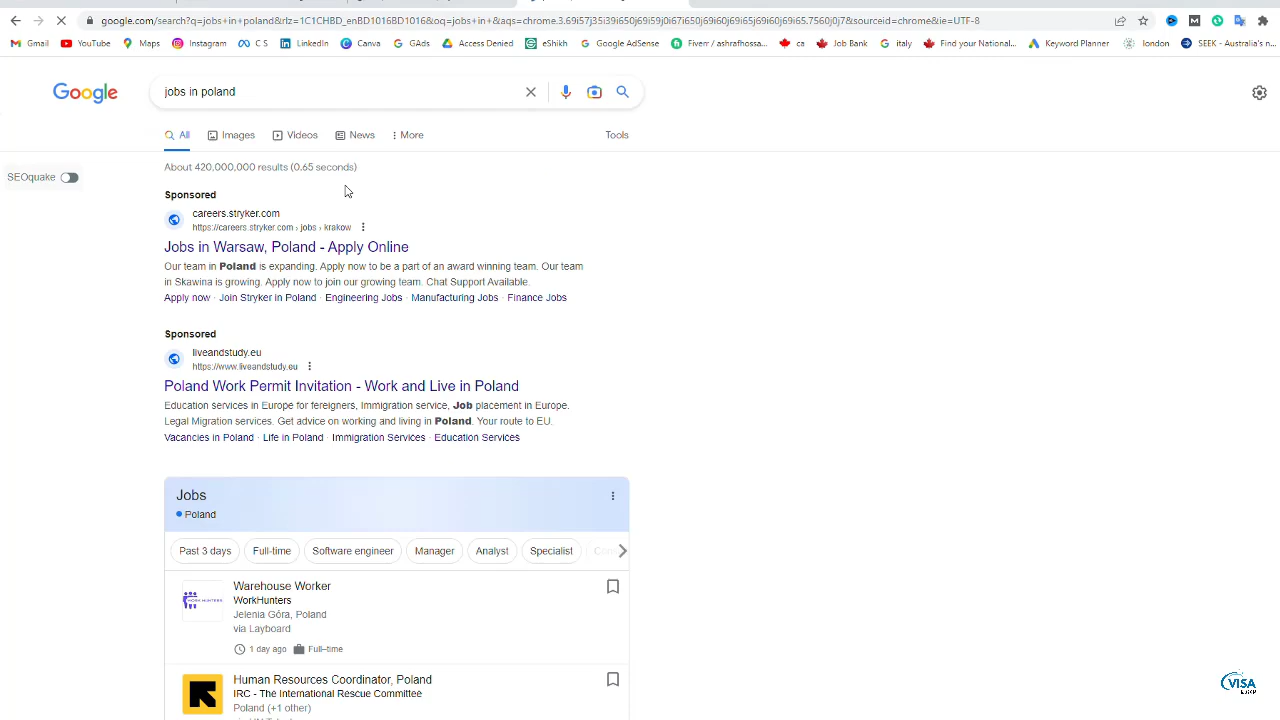 google.com/search?q=jobs+in+poland&rlz=1C1CHBD_enBD1016BD1016&oq=jobs+in+&aqs=chrome.3.69i57j35i39i650j69i59j0i67i650j69i60j69i65j69i60j69i65.7560j0j7&sourceid=chrome&ie=UTF-8
Gmail YouTube Maps Instagram C S LinkedIn Canva GAds Access Denied eShikh Google AdSense Fiverr / ashrafhossa... ca Job Bank italy Find your National... Keyword Planner london SEEK - Australia's n...
Google jobs in poland
All Images Videos News More Tools
About 420,000,000 results (0.65 seconds)
SEOquake
Sponsored
careers.stryker.com
https://careers.stryker.com › jobs › krakow
Jobs in Warsaw, Poland - Apply Online
Our team in Poland is expanding. Apply now to be a part of an award winning team. Our team
in Skawina is growing. Apply now to join our growing team. Chat Support Available.
Apply now · Join Stryker in Poland · Engineering Jobs · Manufacturing Jobs · Finance Jobs
Sponsored
liveandstudy.eu
https://www.liveandstudy.eu
Poland Work Permit Invitation - Work and Live in Poland
Education services in Europe for fereigners, Immigration service, Job placement in Europe.
Legal Migration services. Get advice on working and living in Poland. Your route to EU.
Vacancies in Poland · Life in Poland · Immigration Services · Education Services
Jobs
Poland
Past 3 days Full-time Software engineer Manager Analyst Specialist
Warehouse Worker
WorkHunters
Jelenia Góra, Poland
via Layboard
1 day ago Full–time
Human Resources Coordinator, Poland
IRC - The International Rescue Committee
Poland (+1 other)
VISA